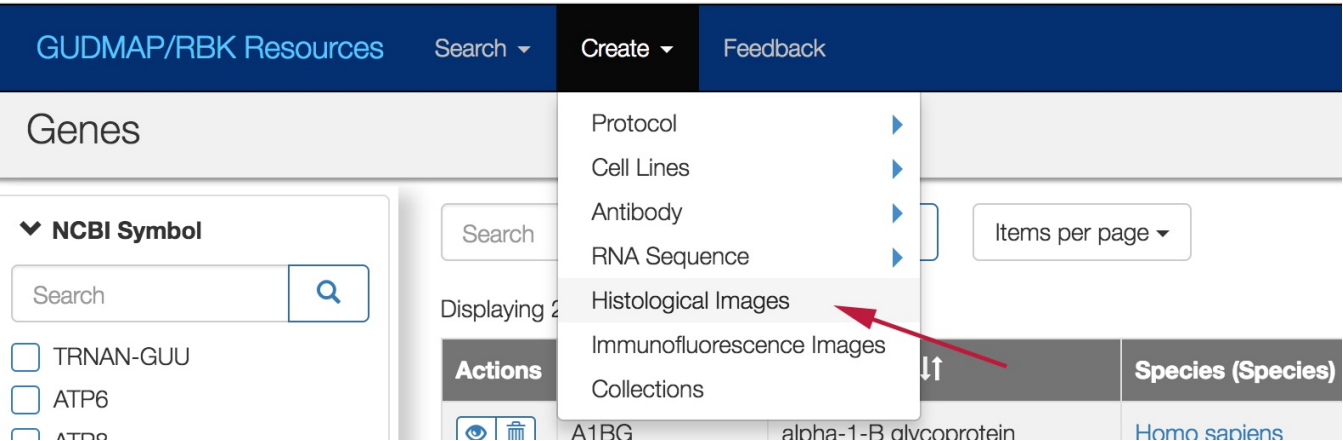 GUDMAP/RBK Resources Search Create Feedback
Genes
Protocol
Cell Lines
Antibody
RNA Sequence
Histological Images
Immunofluorescence Images
Collections
NCBI Symbol
Search
TRNAN-GUU
ATP6
ATP8
Search
Items per page
Displaying 2
Actions Species (Species)
A1BG alpha-1-B glycoprotein Homo sapiens